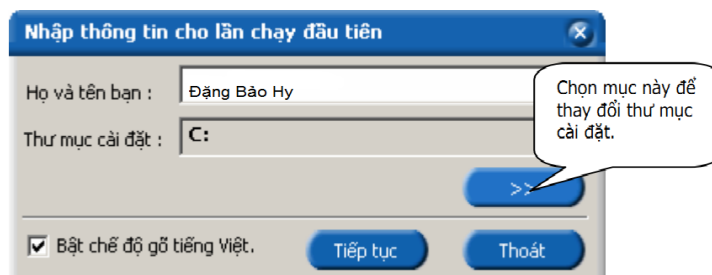 Nhập thông tin cho lần chạy đầu tiên
Họ và tên bạn : Đặng Bảo Hy
Chọn mục này để
thay đổi thư mục
cài đặt.
Thư mục cài đặt : C:
>>
Bật chế độ gõ tiếng Việt. Tiếp tục Thoát